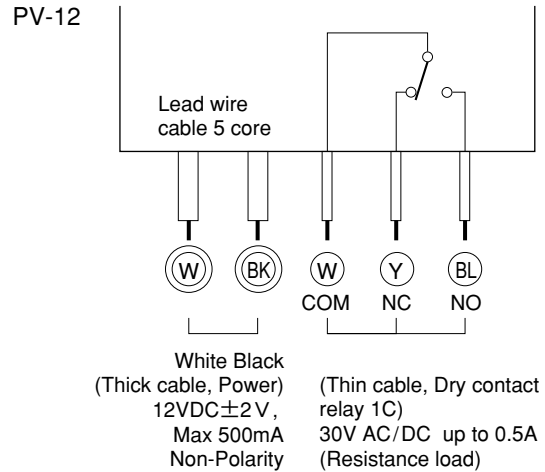 PV-12
Lead wire
cable 5 core
W BK W Y BL
COM NC NO
White Black
(Thick cable, Power)
12VDC±2V,
Max 500mA
Non-Polarity
(Thin cable, Dry contact
relay 1C)
30V AC/DC up to 0.5A
(Resistance load)